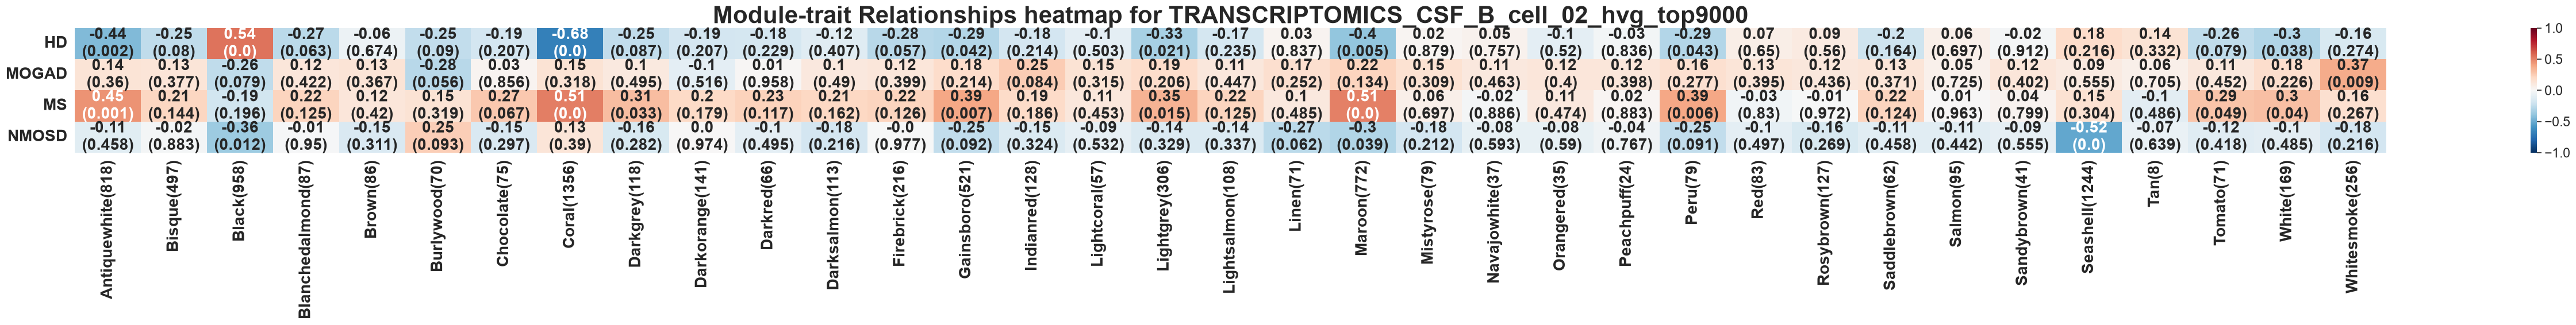 Module-trait Relationships heatmap for TRANSCRIPTOMICS_CSF_B_cell_02_hvg_top9000
HD
-0.44 -0.25 0.54 -0.27 -0.06 -0.25 -0.19 -0.68 -0.25 -0.19 -0.18 -0.12 -0.28 -0.29 -0.18 -0.1 -0.33 -0.17 0.03 -0.4 0.02 0.05 -0.1 -0.03 -0.29 0.07 0.09 -0.2 0.06 -0.02 0.18 0.14 -0.26 -0.3 -0.16
(0.002) (0.08) (0.0) (0.063) (0.674) (0.09) (0.207) (0.0) (0.087) (0.207) (0.229) (0.407) (0.057) (0.042) (0.214) (0.503) (0.021) (0.235) (0.837) (0.005) (0.879) (0.757) (0.52) (0.836) (0.043) (0.65) (0.56) (0.164) (0.697) (0.912) (0.216) (0.332) (0.079) (0.038) (0.274)
MOGAD
0.14 0.13 -0.26 0.12 0.13 -0.28 0.03 0.15 0.1 -0.1 0.01 0.1 0.12 0.18 0.25 0.15 0.19 0.11 0.17 0.22 0.15 0.11 0.12 0.12 0.16 0.13 0.12 0.13 0.05 0.12 0.09 0.06 0.11 0.18 0.37
(0.36) (0.377) (0.079) (0.422) (0.367) (0.056) (0.856) (0.318) (0.495) (0.516) (0.958) (0.49) (0.399) (0.214) (0.084) (0.315) (0.206) (0.447) (0.252) (0.134) (0.309) (0.463) (0.4) (0.398) (0.277) (0.395) (0.436) (0.371) (0.725) (0.402) (0.555) (0.705) (0.452) (0.226) (0.009)
MS
0.45 0.21 -0.19 0.22 0.12 0.15 0.27 0.51 0.31 0.2 0.23 0.21 0.22 0.39 0.19 0.11 0.35 0.22 0.1 0.51 0.06 -0.02 0.11 0.02 0.39 -0.03 -0.01 0.22 0.01 0.04 0.15 -0.1 0.29 0.3 0.16
(0.001) (0.144) (0.196) (0.125) (0.42) (0.319) (0.067) (0.0) (0.033) (0.179) (0.117) (0.162) (0.126) (0.007) (0.186) (0.453) (0.015) (0.125) (0.485) (0.0) (0.697) (0.886) (0.474) (0.883) (0.006) (0.83) (0.972) (0.124) (0.963) (0.799) (0.304) (0.486) (0.049) (0.04) (0.267)
NMOSD
-0.11 -0.02 -0.36 -0.01 -0.15 0.25 -0.15 0.13 -0.16 0.0 -0.1 -0.18 -0.0 -0.25 -0.15 -0.09 -0.14 -0.14 -0.27 -0.3 -0.18 -0.08 -0.08 -0.04 -0.25 -0.1 -0.16 -0.11 -0.11 -0.09 -0.52 -0.07 -0.12 -0.1 -0.18
(0.458) (0.883) (0.012) (0.95) (0.311) (0.093) (0.297) (0.39) (0.282) (0.974) (0.495) (0.216) (0.977) (0.092) (0.324) (0.532) (0.329) (0.337) (0.062) (0.039) (0.212) (0.593) (0.59) (0.767) (0.091) (0.497) (0.269) (0.458) (0.442) (0.555) (0.0) (0.639) (0.418) (0.485) (0.216)
Antiquewhite(818)
Bisque(497)
Black(958)
Blanchedalmond(87)
Brown(86)
Burlywood(70)
Chocolate(75)
Coral(1356)
Darkgrey(118)
Darkorange(141)
Darkred(66)
Darksalmon(113)
Firebrick(216)
Gainsboro(521)
Indianred(128)
Lightcoral(57)
Lightgrey(306)
Lightsalmon(108)
Linen(71)
Maroon(772)
Mistyrose(79)
Navajowhite(37)
Orangered(35)
Peachpuff(24)
Peru(79)
Red(83)
Rosybrown(127)
Saddlebrown(62)
Salmon(95)
Sandybrown(41)
Seashell(1244)
Tan(8)
Tomato(71)
White(169)
Whitesmoke(256)
1.0
0.5
0.0
−0.5
−1.0